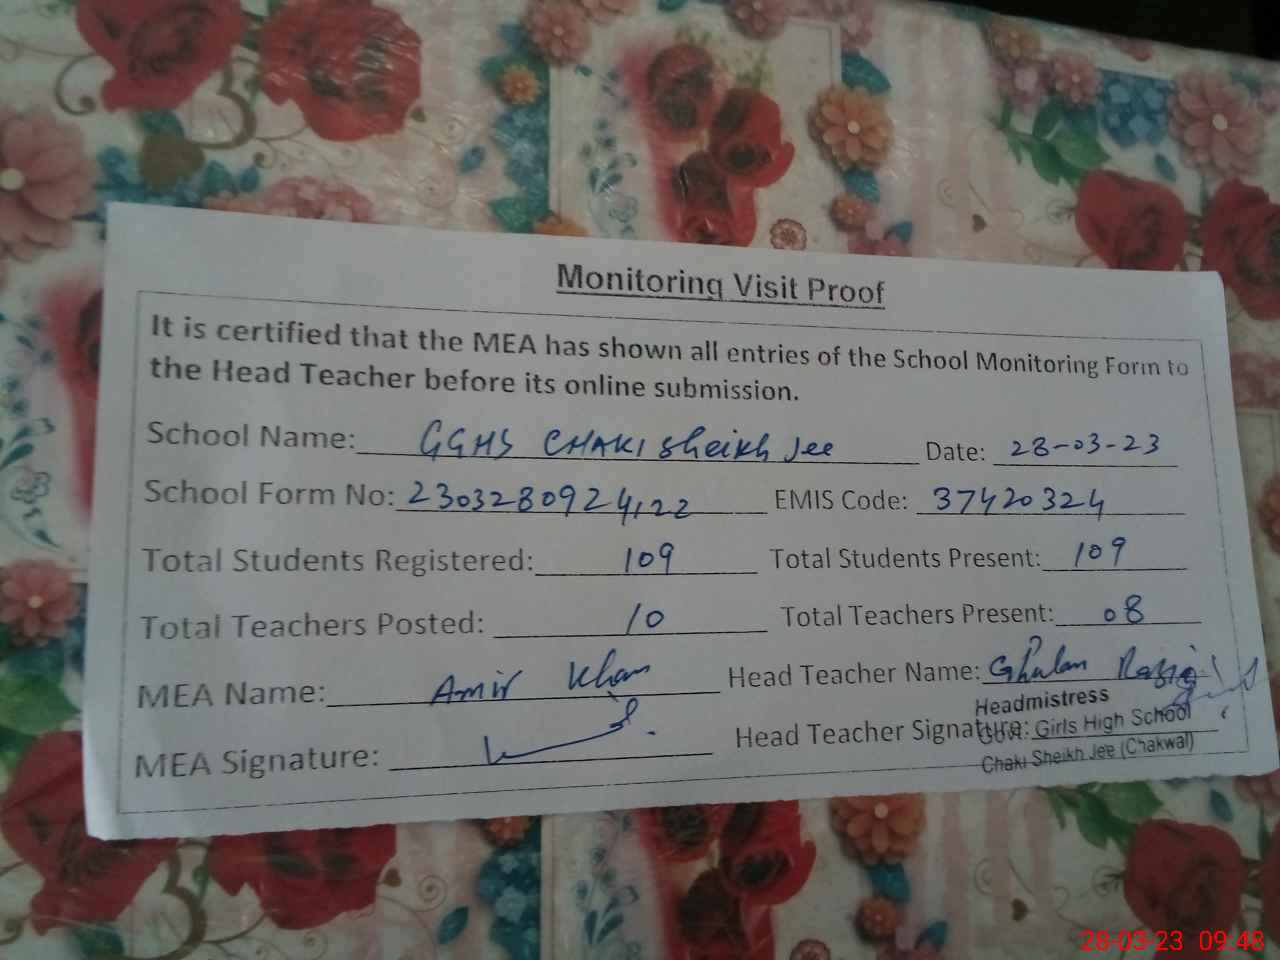 Monitoring Visit Proof
It is certified that the MEA has shown all entries of the School Monitoring Form to
the Head Teacher before its online submission.
School Name: GGHS CHAKI Sheikh Jee Date: 28-03-23
School Form No: 2303280924122 EMIS Code: 37420324
Total Students Registered: 109 Total Students Present: 109
Total Teachers Posted: 10 Total Teachers Present: 08
MEA Name: Amir Khan Head Teacher Name: Ghulam
Headmistress
MEA Signature: Head Teacher Signature: Govt. Girls High School
Chaki Sheikh Jee (Chakwal)
28-03-23 09:48